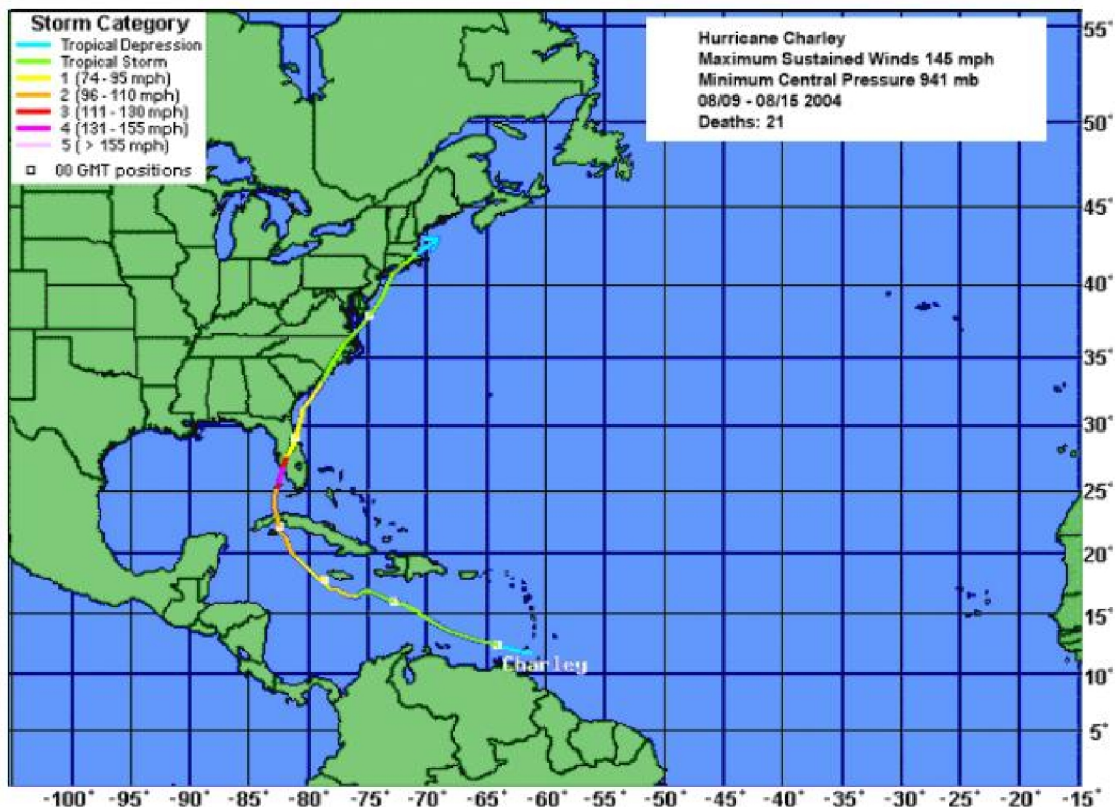 Storm Category
Tropical Depression
Tropical Storm
1 (74-95 mph)
2 (96-110 mph)
3 (111-130 mph)
4 (131-155 mph)
5 ( > 155 mph)
00 GMT positions
Hurricane Charley
Maximum Sustained Winds 145 mph
Minimum Central Pressure 941 mb
08/09 - 08/15 2004
Deaths: 21
55°
50°
45°
40°
35°
30°
25°
20°
15°
10°
5°
Charley
-100° -95° -90° -85° -80° -75° -70° -65° -60° -55° -50° -45° -40° -35° -30° -25° -20° -15°